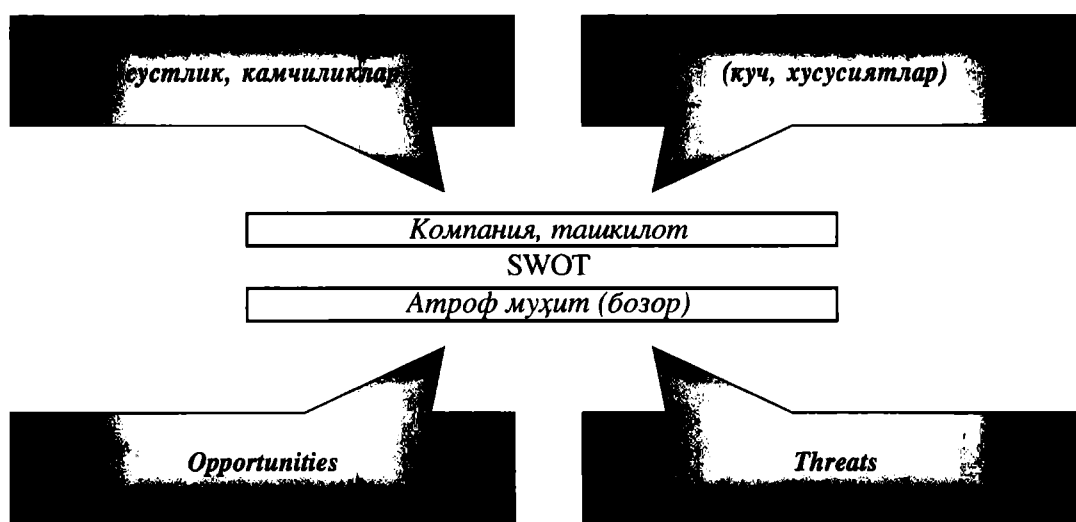 камчиликлар
(куч, хусусиятлар)
Компания, ташкилот
SWOT
Атроф муҳит (бозор)
Opportunities
Threats